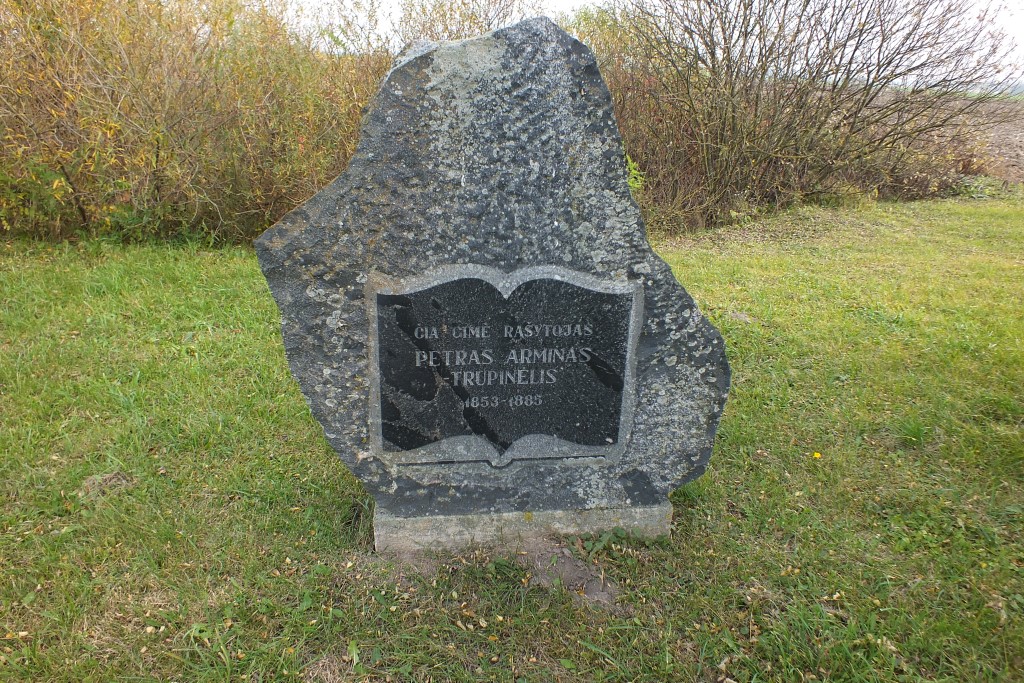 ČIA GIMĖ RAŠYTOJAS
PETRAS ARMINAS
TRUPINĖLIS
1853-1885